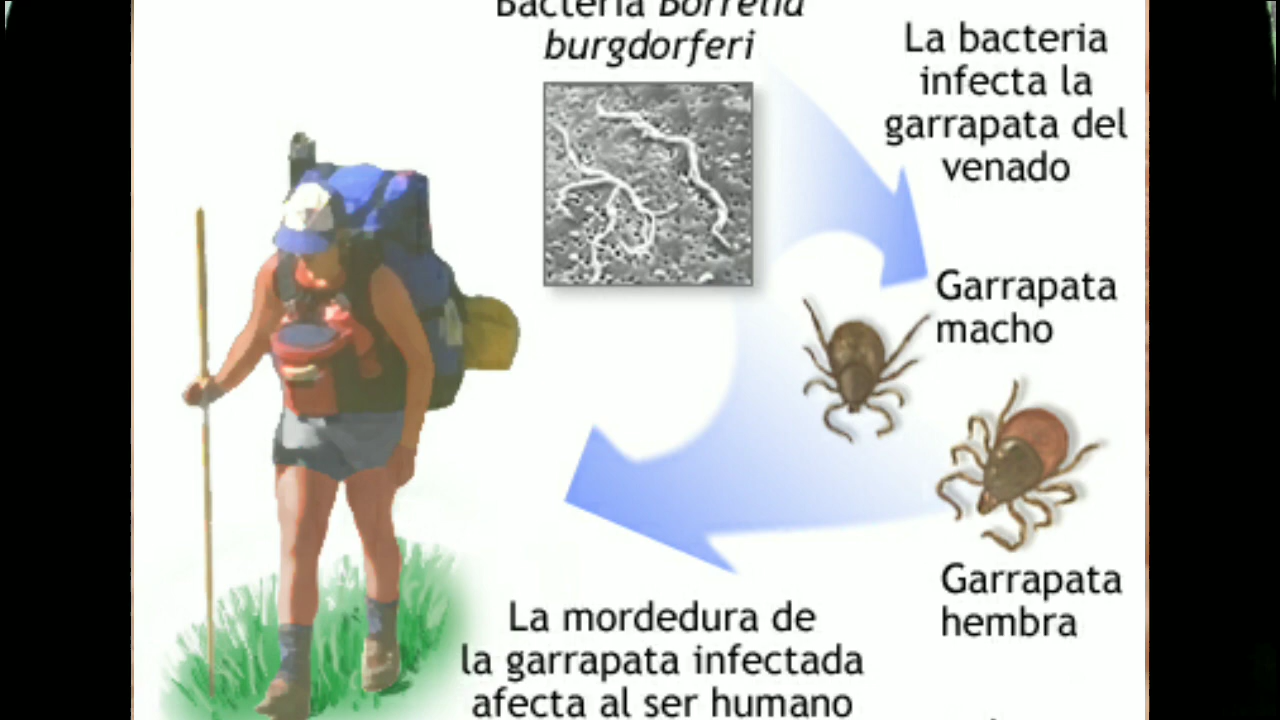 Bacteria Borrelia
burgdorferi
La bacteria
infecta la
garrapata del
venado
Garrapata
macho
Garrapata
hembra
La mordedura de
la garrapata infectada
afecta al ser humano